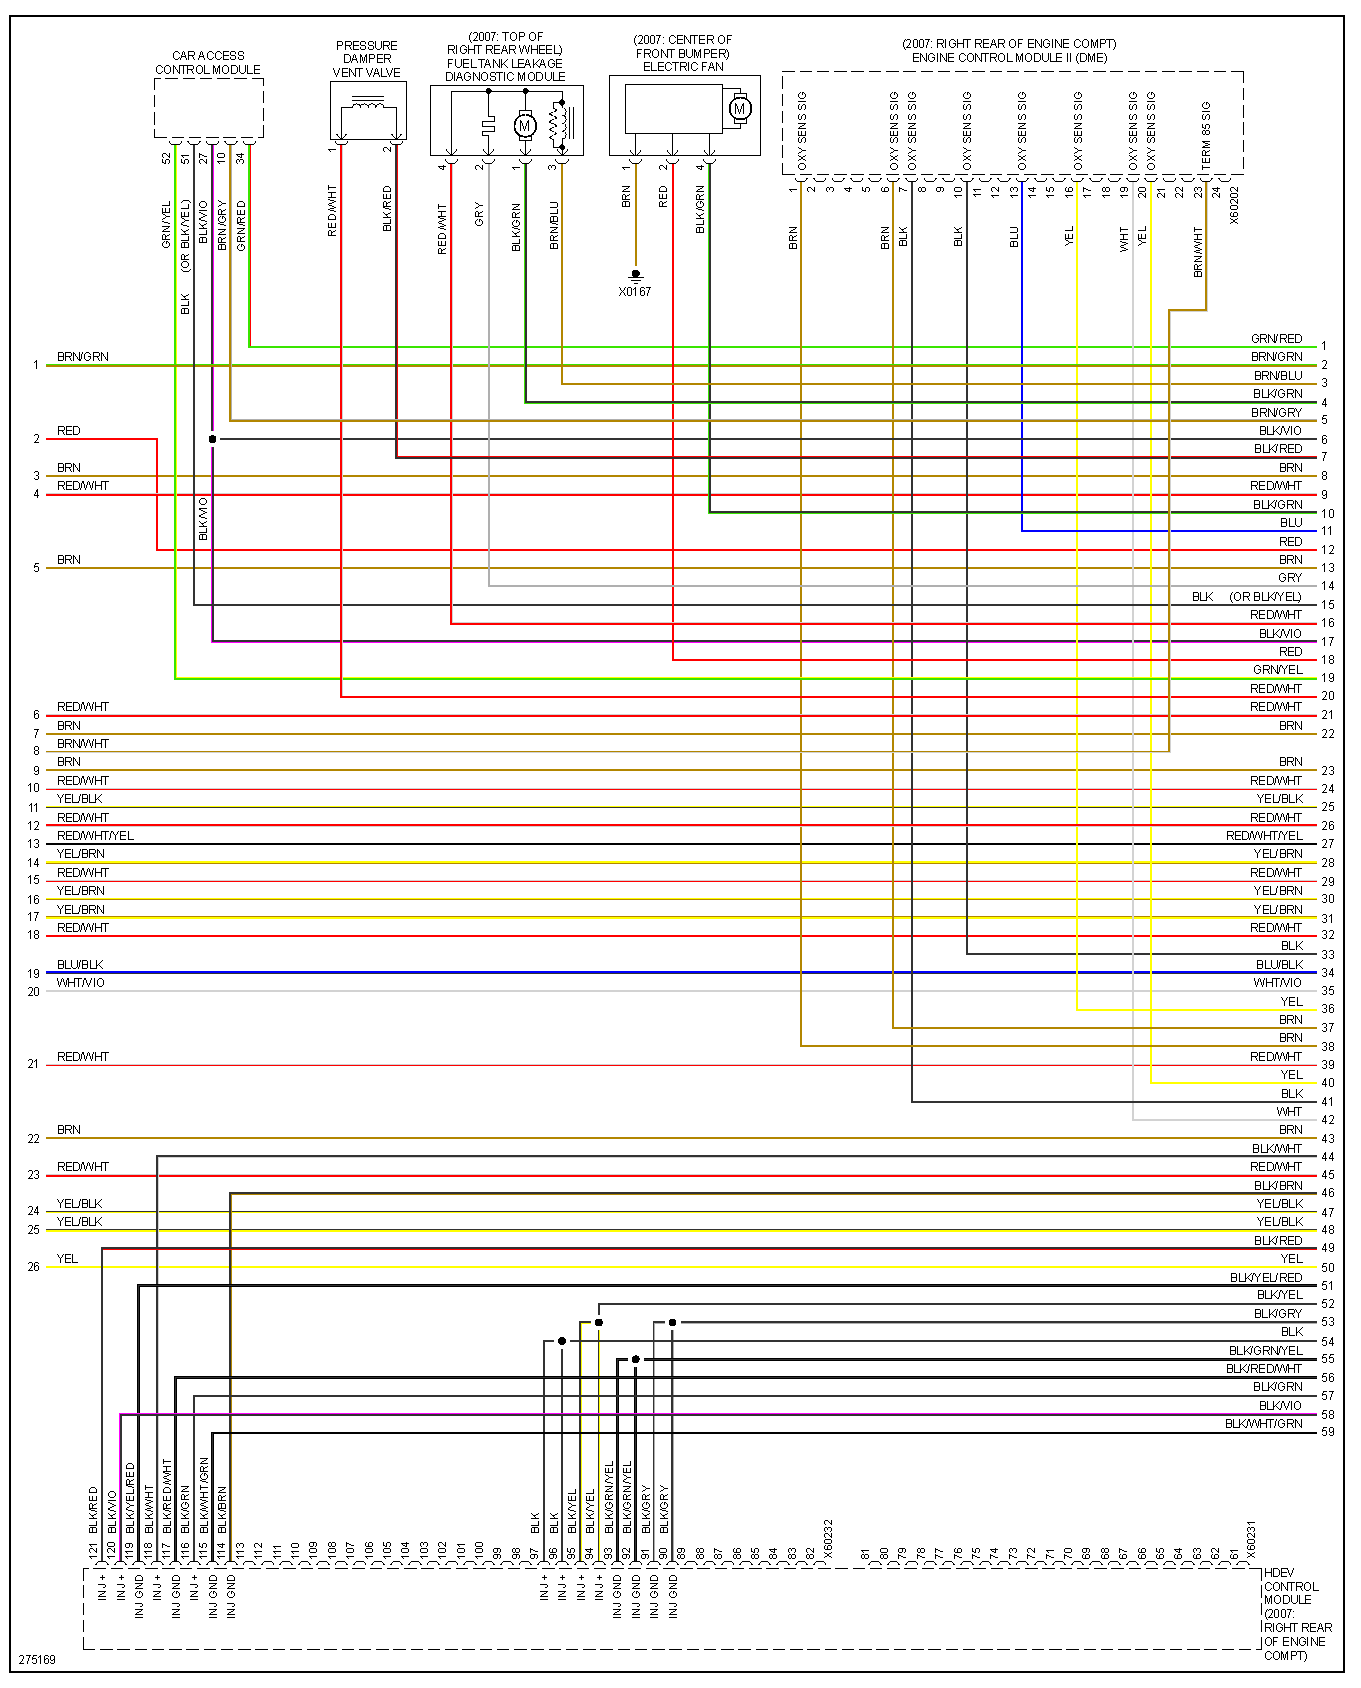 CAR ACCESS
CONTROL MODULE
PRESSURE
DAMPER
VENT VALVE
(2007: TOP OF
RIGHT REAR WHEEL)
FUEL TANK LEAKAGE
DIAGNOSTIC MODULE
(2007: CENTER OF
FRONT BUMPER)
ELECTRIC FAN
(2007: RIGHT REAR OF ENGINE COMPT)
ENGINE CONTROL MODULE II (DME)
M
M
OXY SENS SIG
OXY SENS SIG
OXY SENS SIG
OXY SENS SIG
OXY SENS SIG
OXY SENS SIG
OXY SENS SIG
OXY SENS SIG
TERM 85 SIG
52
51
27
10
34
1
2
4
2
1
3
1
2
4
1
2
3
4
5
6
7
8
9
10
11
12
13
14
15
16
17
18
19
20
21
22
23
24
X60202
GRN/YEL
BLK (OR BLK/YEL)
BLK/VIO
BRN/GRY
GRN/RED
RED/WHT
BLK/RED
RED/WHT
GRY
BLK/GRN
BRN/BLU
BRN
RED
BLK/GRN
BRN
BRN
BLK
BLK
BLU
YEL
WHT
YEL
BRN/WHT
X0167
GRN/RED 1
1 BRN/GRN BRN/GRN 2
BRN/BLU 3
BLK/GRN 4
BRN/GRY 5
2 RED BLK/VIO 6
BLK/RED 7
3 BRN BRN 8
4 RED/WHT RED/WHT 9
BLK/VIO
BLK/GRN 10
BLU 11
RED 12
5 BRN BRN 13
GRY 14
BLK (OR BLK/YEL) 15
RED/WHT 16
BLK/VIO 17
RED 18
GRN/YEL 19
RED/WHT 20
6 RED/WHT RED/WHT 21
7 BRN BRN 22
8 BRN/WHT
9 BRN BRN 23
10 RED/WHT RED/WHT 24
11 YEL/BLK YEL/BLK 25
12 RED/WHT RED/WHT 26
13 RED/WHT/YEL RED/WHT/YEL 27
14 YEL/BRN YEL/BRN 28
15 RED/WHT RED/WHT 29
16 YEL/BRN YEL/BRN 30
17 YEL/BRN YEL/BRN 31
18 RED/WHT RED/WHT 32
BLK 33
19 BLU/BLK BLU/BLK 34
20 WHT/VIO WHT/VIO 35
YEL 36
BRN 37
BRN 38
21 RED/WHT RED/WHT 39
YEL 40
BLK 41
WHT 42
22 BRN BRN 43
BLK/WHT 44
23 RED/WHT RED/WHT 45
BLK/BRN 46
24 YEL/BLK YEL/BLK 47
25 YEL/BLK YEL/BLK 48
BLK/RED 49
26 YEL YEL 50
BLK/YEL/RED 51
BLK/YEL 52
BLK/GRY 53
BLK 54
BLK/GRN/YEL 55
BLK/RED/WHT 56
BLK/GRN 57
BLK/VIO 58
BLK/WHT/GRN 59
BLK/RED
BLK/VIO
BLK/YEL/RED
BLK/WHT
BLK/RED/WHT
BLK/GRN
BLK/WHT/GRN
BLK/BRN
BLK
BLK
BLK/YEL
BLK/YEL
BLK/GRN/YEL
BLK/GRN/YEL
BLK/GRY
BLK/GRY
121
120
119
118
117
116
115
114
113
112
111
110
109
108
107
106
105
104
103
102
101
100
99
98
97
96
95
94
93
92
91
90
89
88
87
86
85
84
83
82
X60232
81
80
79
78
77
76
75
74
73
72
71
70
69
68
67
66
65
64
63
62
61
X60231
INJ +
INJ +
INJ GND
INJ +
INJ GND
INJ +
INJ GND
INJ GND
INJ +
INJ +
INJ +
INJ +
INJ GND
INJ GND
INJ GND
INJ GND
HDEV
CONTROL
MODULE
(2007:
RIGHT REAR
OF ENGINE
COMPT)
275169